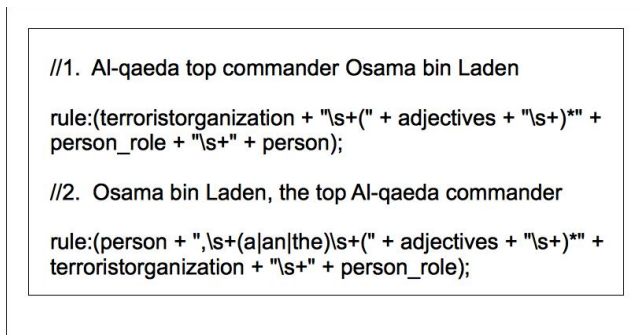 //1. Al-qaeda top commander Osama bin Laden
rule:(terroristorganization + "\s+(" + adjectives + "\s+)*" +
person_role + "\s+" + person);
//2. Osama bin Laden, the top Al-qaeda commander
rule:(person + ",\s+(a|an|the)\s+(" + adjectives + "\s+)*" +
terroristorganization + "\s+" + person_role);